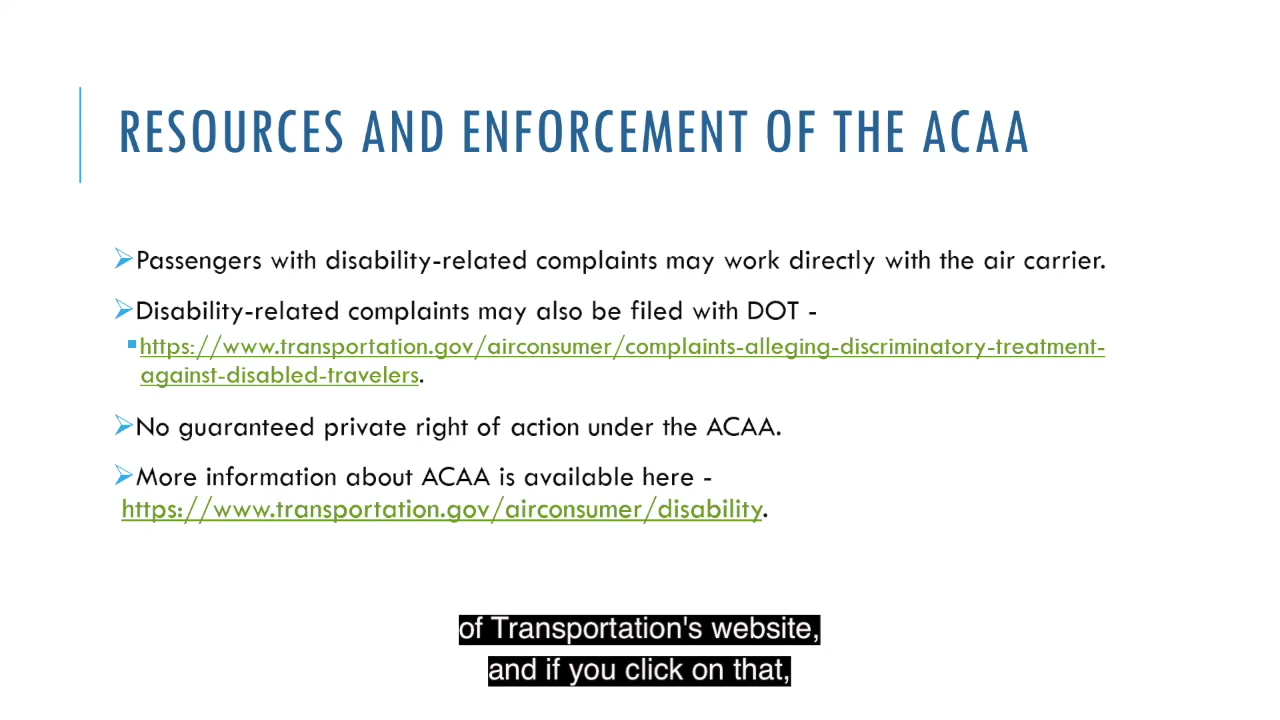 RESOURCES AND ENFORCEMENT OF THE ACAA
Passengers with disability-related complaints may work directly with the air carrier.
Disability-related complaints may also be filed with DOT -
https://www.transportation.gov/airconsumer/complaints-alleging-discriminatory-treatment-
against-disabled-travelers.
No guaranteed private right of action under the ACAA.
More information about ACAA is available here -
https://www.transportation.gov/airconsumer/disability.
of Transportation's website,
and if you click on that,